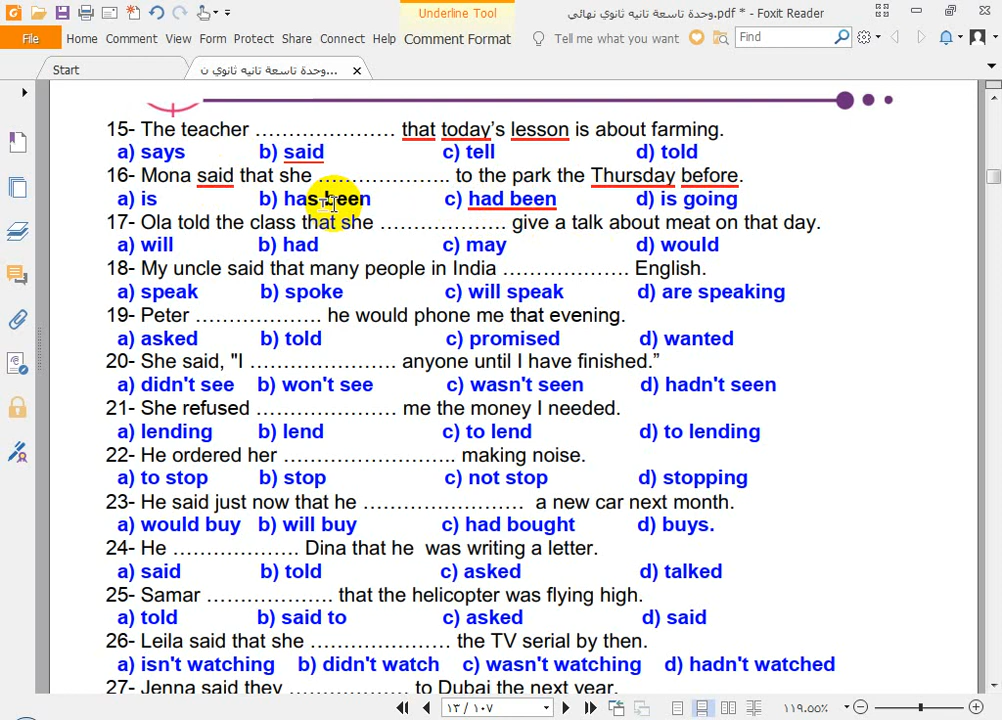 Underline Tool
وحدة تاسعة تانيه ثانوي نهائي.pdf * - Foxit Reader
File Home Comment View Form Protect Share Connect Help Comment Format Tell me what you want Find
Start وحدة تاسعة تانيه ثانوي ن...
15- The teacher ………………… that today's lesson is about farming.
a) says b) said c) tell d) told
16- Mona said that she ………………… to the park the Thursday before.
a) is b) has been c) had been d) is going
17- Ola told the class that she ………………… give a talk about meat on that day.
a) will b) had c) may d) would
18- My uncle said that many people in India ………………… English.
a) speak b) spoke c) will speak d) are speaking
19- Peter ………………… he would phone me that evening.
a) asked b) told c) promised d) wanted
20- She said, "I ………………… anyone until I have finished.”
a) didn't see b) won't see c) wasn't seen d) hadn't seen
21- She refused ………………… me the money I needed.
a) lending b) lend c) to lend d) to lending
22- He ordered her ………………… making noise.
a) to stop b) stop c) not stop d) stopping
23- He said just now that he ………………… a new car next month.
a) would buy b) will buy c) had bought d) buys.
24- He ………………… Dina that he was writing a letter.
a) said b) told c) asked d) talked
25- Samar ………………… that the helicopter was flying high.
a) told b) said to c) asked d) said
26- Leila said that she ………………… the TV serial by then.
a) isn't watching b) didn't watch c) wasn't watching d) hadn't watched
27- Jenna said they ………………… to Dubai the next year.
١٣ / ١٠٧ ١١٩.٥٥%